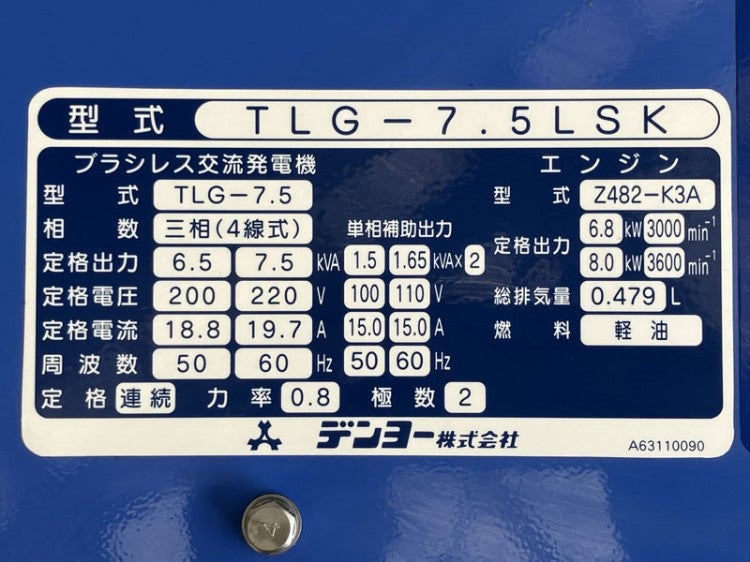 型式 TLG-7.5LSK
ブラシレス交流発電機 エンジン
型式 TLG-7.5 型式 Z482-K3A
相数 三相(4線式) 単相補助出力 定格出力 6.8 kW 3000 min-1
定格出力 6.5 7.5 kVA 1.5 1.65 kVA×2 8.0 kW 3600 min-1
定格電圧 200 220 V 100 110 V 総排気量 0.479 L
定格電流 18.8 19.7 A 15.0 15.0 A 燃料 軽油
周波数 50 60 Hz 50 60 Hz
定格 連続 力率 0.8 極数 2
デンヨー株式会社 A63110090